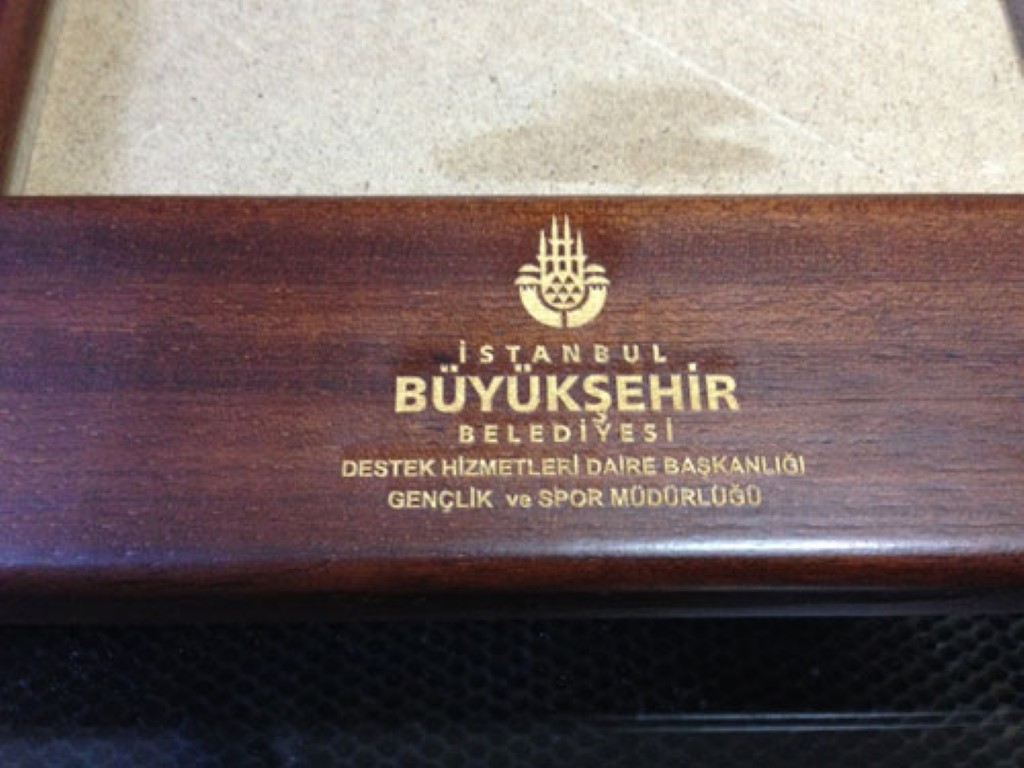 İSTANBUL
BÜYÜKŞEHİR
BELEDİYESİ
DESTEK HİZMETLERİ DAİRE BAŞKANLIĞI
GENÇLİK ve SPOR MÜDÜRLÜĞÜ